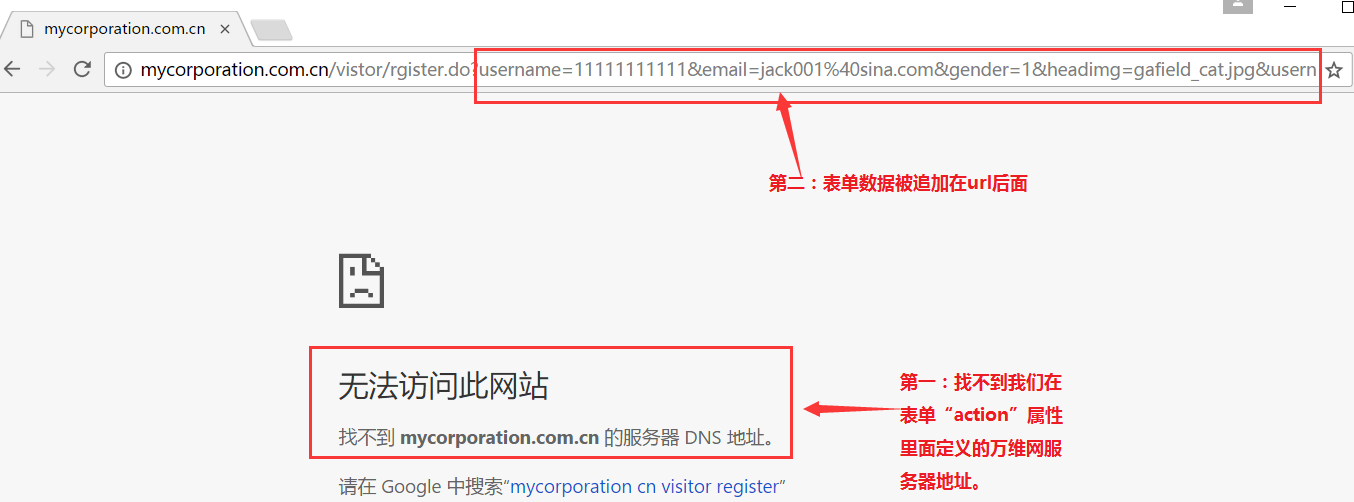 mycorporation.com.cn
mycorporation.com.cn/vistor/rgister.do?username=11111111111&email=jack001%40sina.com&gender=1&headimg=gafield_cat.jpg&usern
第二：表单数据被追加在url后面
无法访问此网站
找不到 mycorporation.com.cn 的服务器 DNS 地址。
请在 Google 中搜索“mycorporation cn visitor register”
第一：找不到我们在
表单“action”属性
里面定义的万维网服
务器地址。